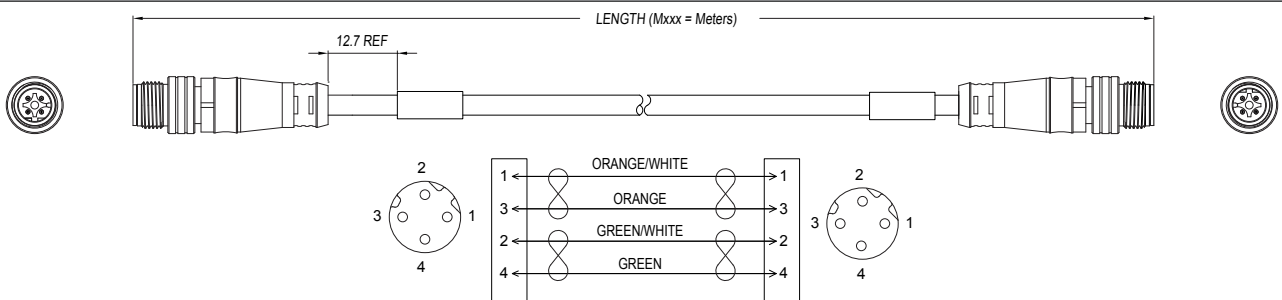 LENGTH (Mxxx = Meters)
12.7 REF
2
3 1
4
1 ORANGE/WHITE 1
3 ORANGE 3
2 GREEN/WHITE 2
4 GREEN 4
2
3 1
4